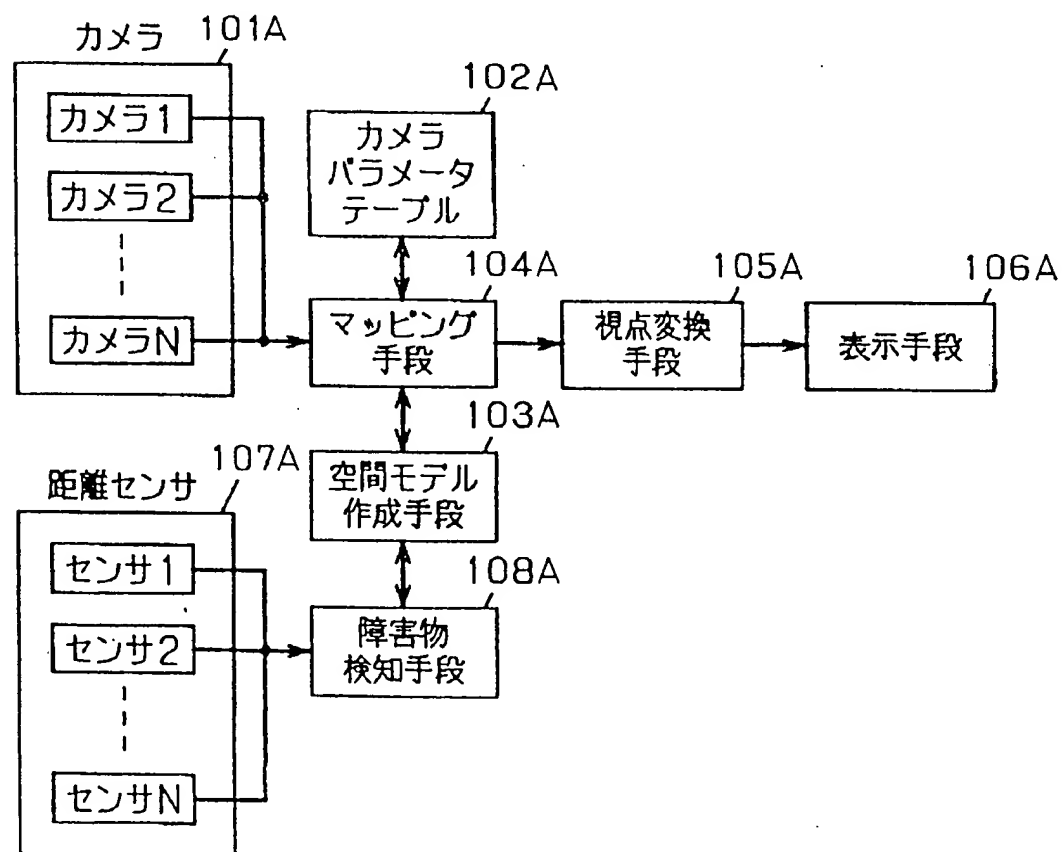 カメラ
101A
カメラ1
カメラ2
カメラN
102A
カメラ
パラメータ
テーブル
104A
マッピング
手段
105A
視点変換
手段
106A
表示手段
103A
空間モデル
作成手段
距離センサ
107A
センサ1
センサ2
センサN
108A
障害物
検知手段